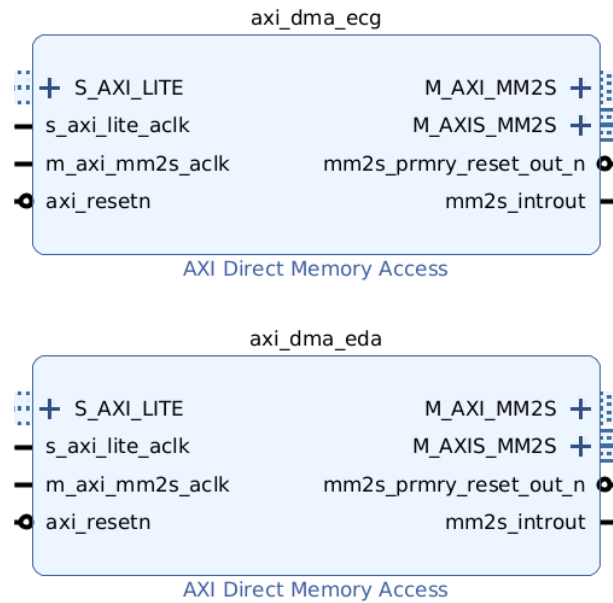 axi_dma_ecg
S_AXI_LITE M_AXI_MM2S
s_axi_lite_aclk M_AXIS_MM2S
m_axi_mm2s_aclk mm2s_prmry_reset_out_n
axi_resetn mm2s_introut
AXI Direct Memory Access
axi_dma_eda
S_AXI_LITE M_AXI_MM2S
s_axi_lite_aclk M_AXIS_MM2S
m_axi_mm2s_aclk mm2s_prmry_reset_out_n
axi_resetn mm2s_introut
AXI Direct Memory Access